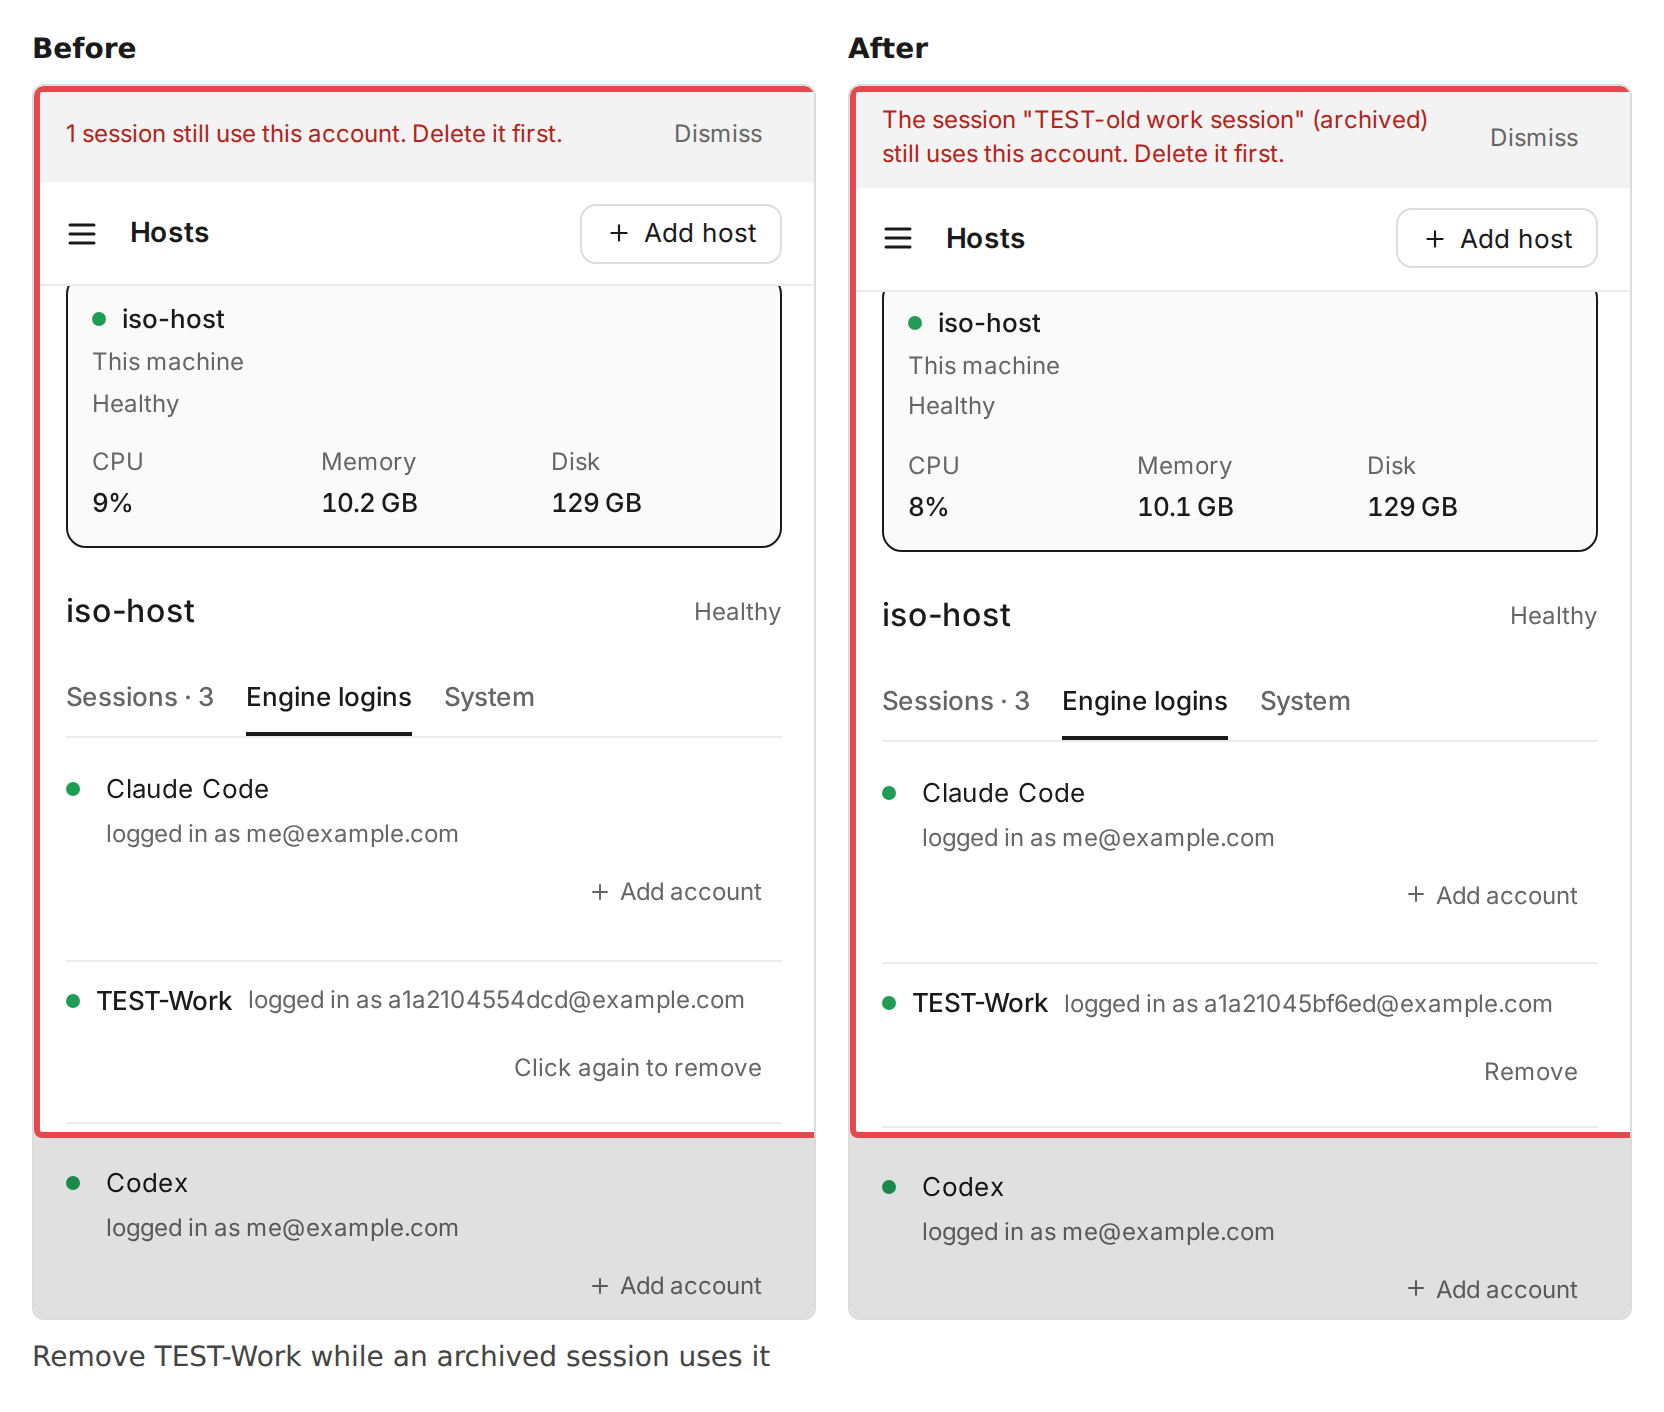 Before
1 session still use this account. Delete it first.
Dismiss
Hosts
+ Add host
iso-host
This machine
Healthy
CPU
Memory
Disk
9%
10.2 GB
129 GB
iso-host
Healthy
Sessions · 3
Engine logins
System
Claude Code
logged in as me@example.com
+ Add account
TEST-Work
logged in as a1a2104554dcd@example.com
Click again to remove
Codex
logged in as me@example.com
+ Add account
After
The session "TEST-old work session" (archived)
still uses this account. Delete it first.
Dismiss
Hosts
+ Add host
iso-host
This machine
Healthy
CPU
Memory
Disk
8%
10.1 GB
129 GB
iso-host
Healthy
Sessions · 3
Engine logins
System
Claude Code
logged in as me@example.com
+ Add account
TEST-Work
logged in as a1a21045bf6ed@example.com
Remove
Codex
logged in as me@example.com
+ Add account
Remove TEST-Work while an archived session uses it